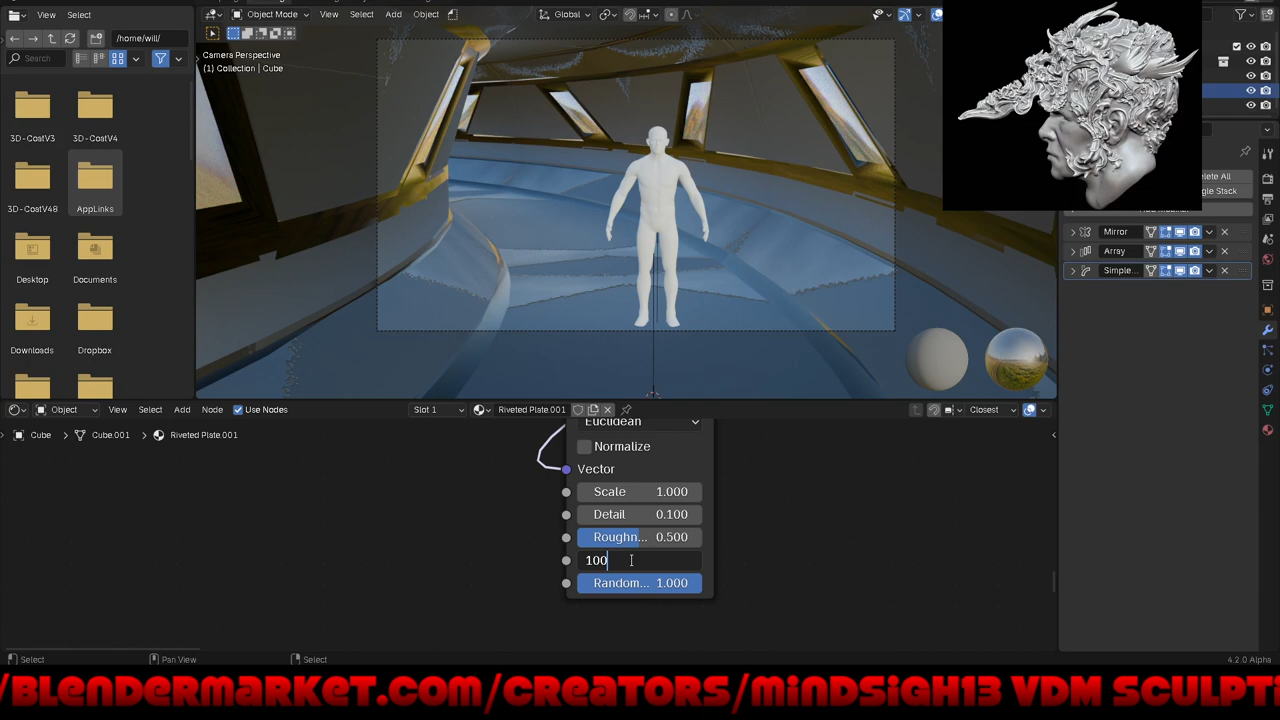 View Select
Object Mode View Select Add Object Global
/home/will/
Search
Camera Perspective
(1) Collection | Cube
3D-CostV3 3D-CostV4
3D-CostV48 AppLinks
Desktop Documents
Downloads Dropbox
Mirror
Array
Simple...
Object View Select Add Node Use Nodes Slot 1 Riveted Plate.001 Closest
Cube Cube.001 Riveted Plate.001
Euclidean
Normalize
Vector
Scale 1.000
Detail 0.100
Roughn... 0.500
100
Random... 1.000
Select Pan View Select 4.2.0 Alpha
/BLENDERMARKET.COM/CREATORS/MINDSIGH13 VDM SCULPT